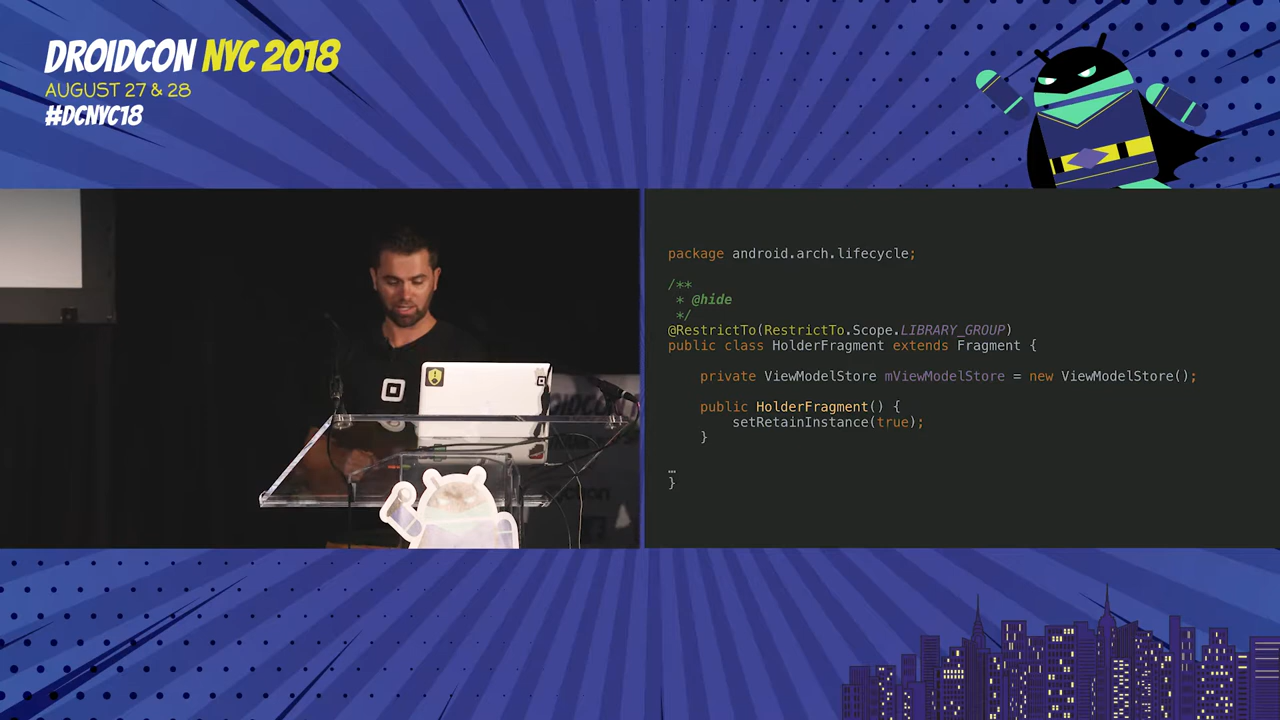 DROIDCON NYC 2018
AUGUST 27 & 28
#DCNYC18
package android.arch.lifecycle;
/**
* @hide
*/
@RestrictTo(RestrictTo.Scope.LIBRARY_GROUP)
public class HolderFragment extends Fragment {
private ViewModelStore mViewModelStore = new ViewModelStore();
public HolderFragment() {
setRetainInstance(true);
}
…
}